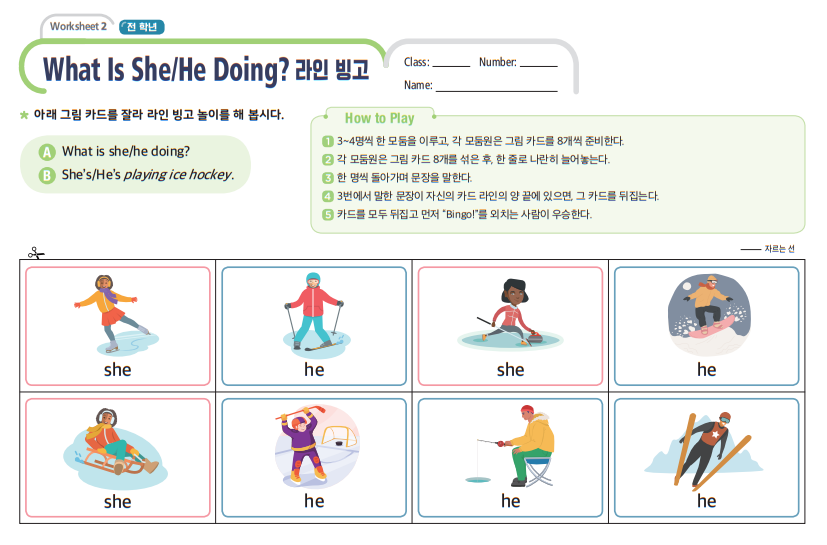 Worksheet 2 전 학년
What Is She/He Doing? 라인 빙고
Class: Number:
Name:
* 아래 그림 카드를 잘라 라인 빙고 놀이를 해 봅시다.
A What is she/he doing?
B She's/He's playing ice hockey.
How to Play
1 3~4명씩 한 모둠을 이루고, 각 모둠원은 그림 카드를 8개씩 준비한다.
2 각 모둠원은 그림 카드 8개를 섞은 후, 한 줄로 나란히 늘어놓는다.
3 한 명씩 돌아가며 문장을 말한다.
4 3번에서 말한 문장이 자신의 카드 라인의 양 끝에 있으면, 그 카드를 뒤집는다.
5 카드를 모두 뒤집고 먼저 “Bingo!”를 외치는 사람이 우승한다.
자르는 선
she
he
she
he
she
he
he
he